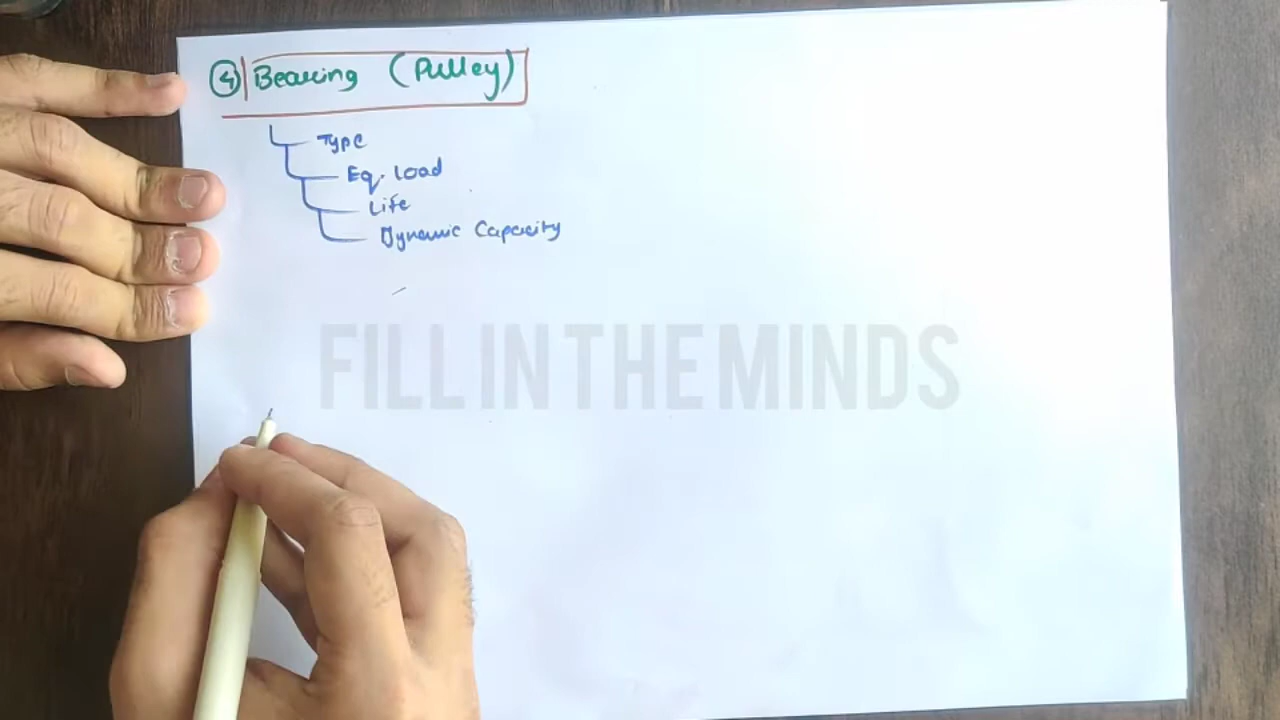 ④ Bearing (Pulley)
Type
Eq. load
Life
Dynamic Capacity
FILL IN THE MINDS